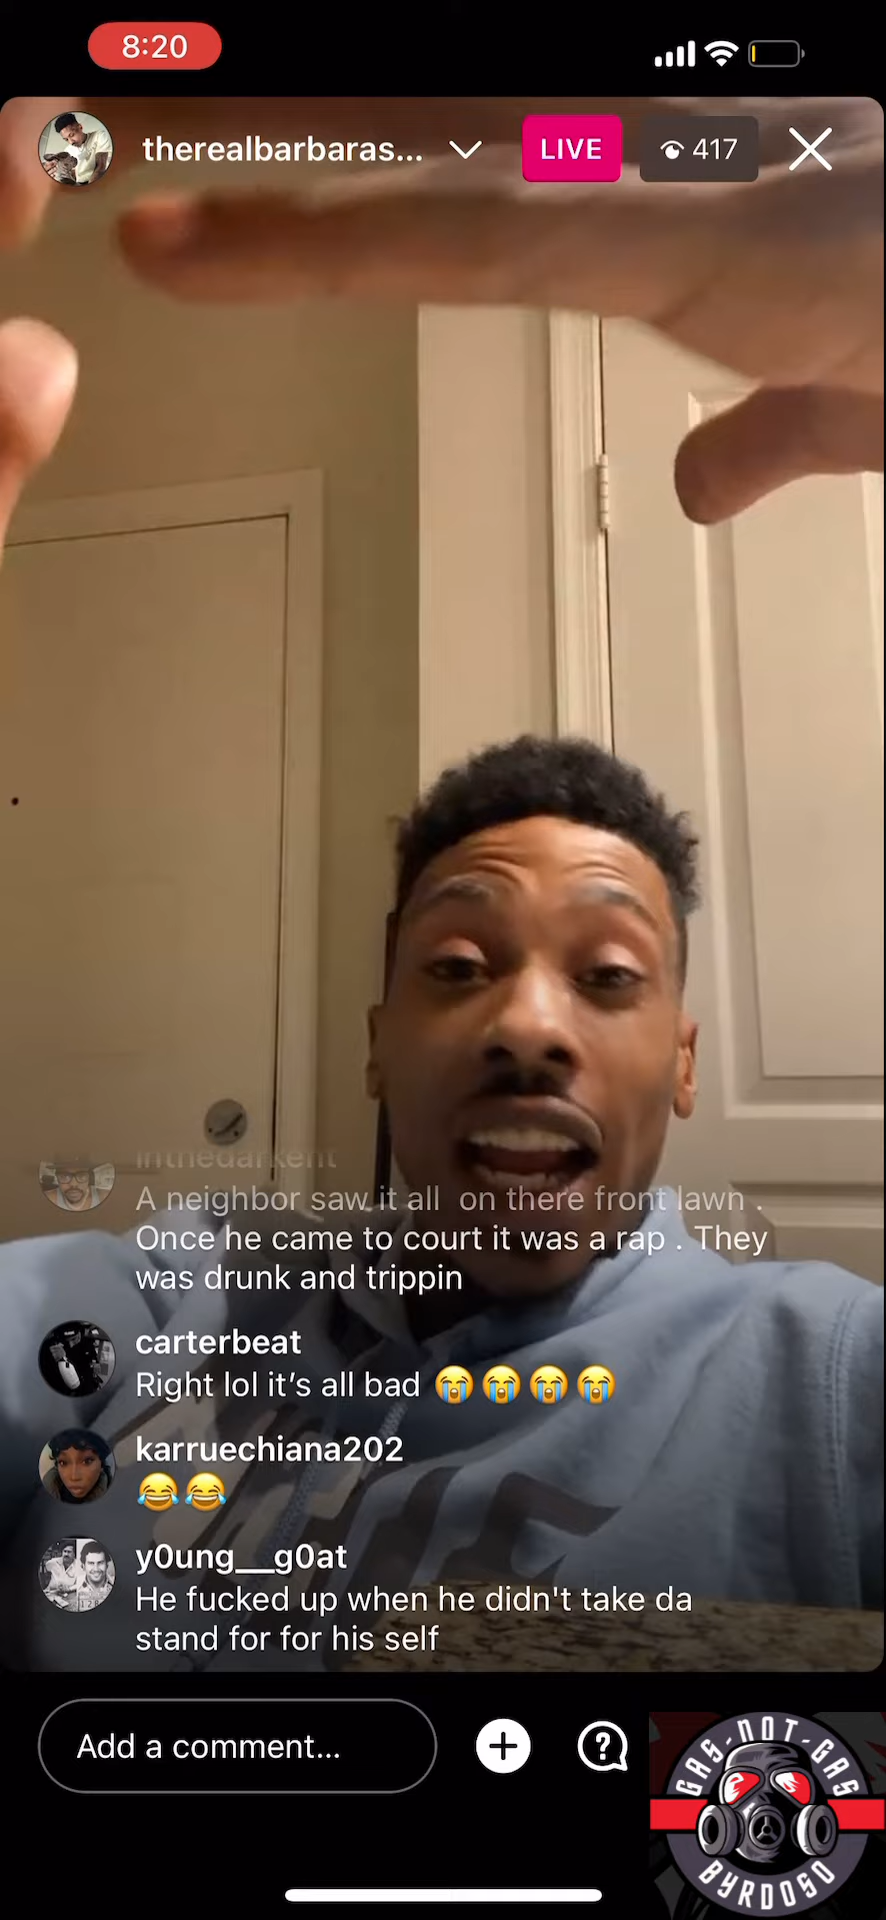 8:20
therealbarbaras...
LIVE
417
inthedarkent
A neighbor saw it all on there front lawn .
Once he came to court it was a rap . They
was drunk and trippin
carterbeat
Right lol it's all bad 😭😭😭😭
karruechiana202
😂😂
y0ung__g0at
He fucked up when he didn't take da
stand for for his self
Add a comment...
GAS-NOT-GAS
BYRDOSO